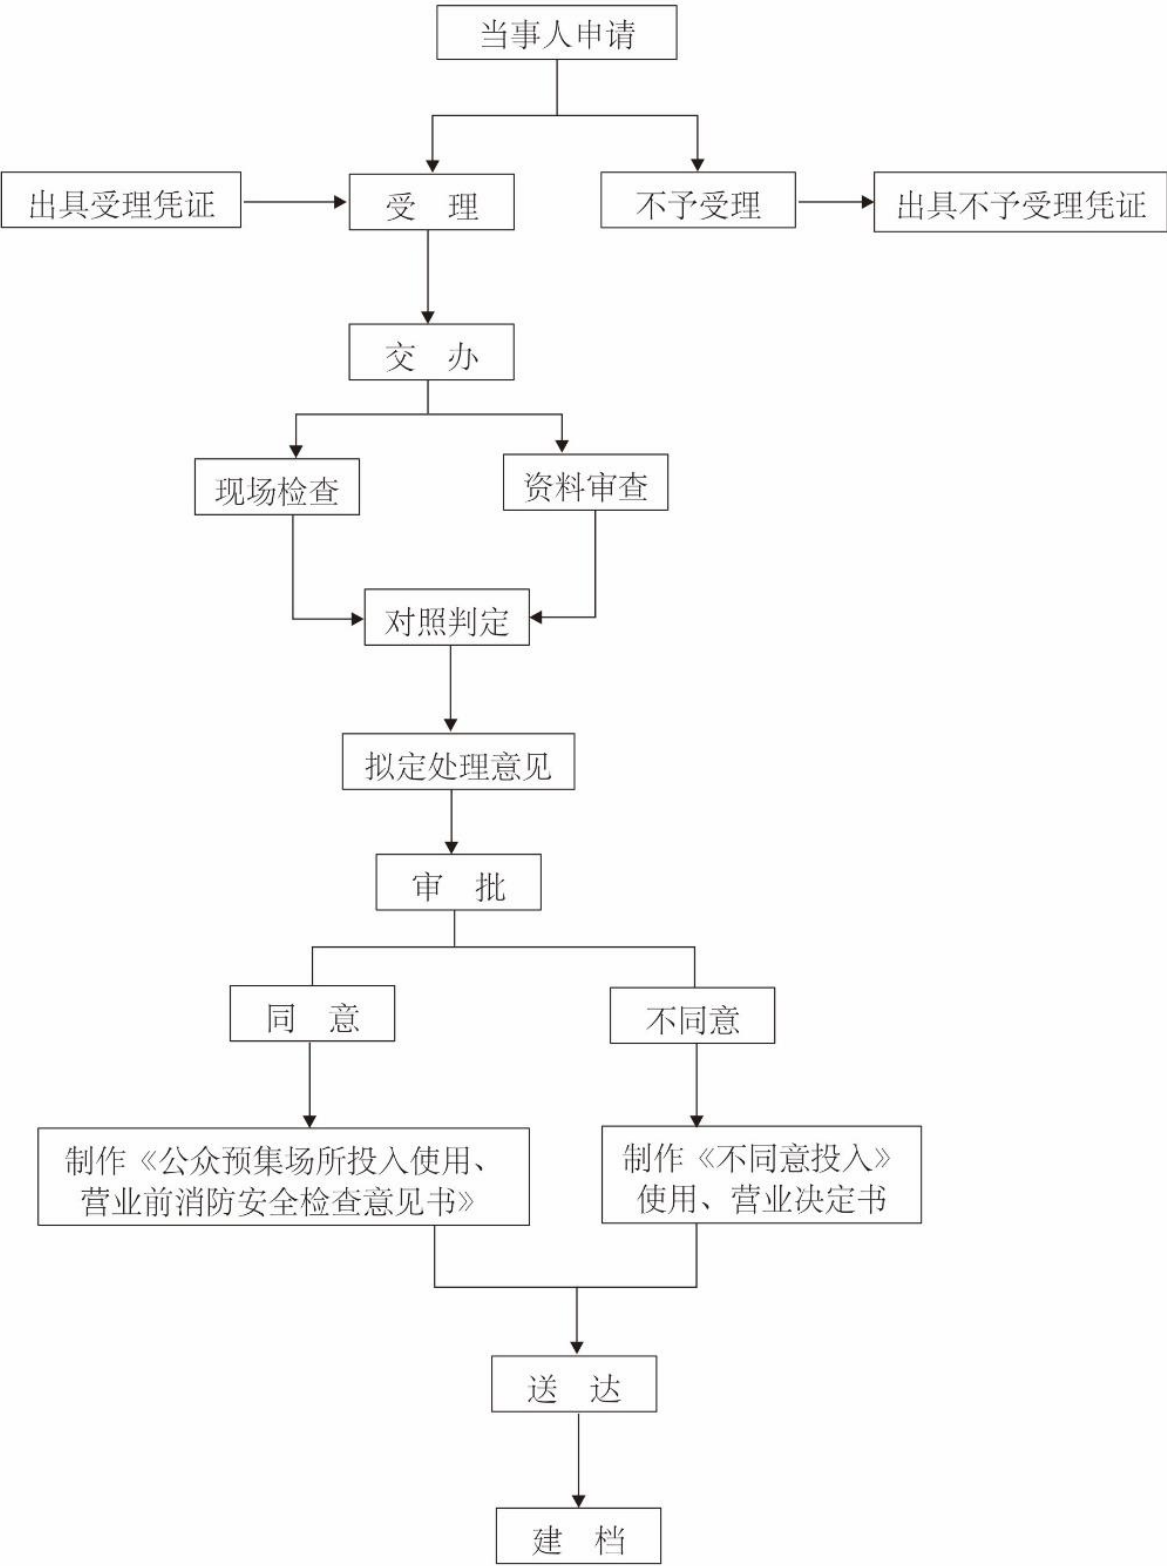 当事人申请
出具受理凭证
受 理
不予受理
出具不予受理凭证
交 办
现场检查
资料审查
对照判定
拟定处理意见
审 批
同 意
不同意
制作《公众预集场所投入使用、
营业前消防安全检查意见书》
制作《不同意投入》
使用、营业决定书
送 达
建 档